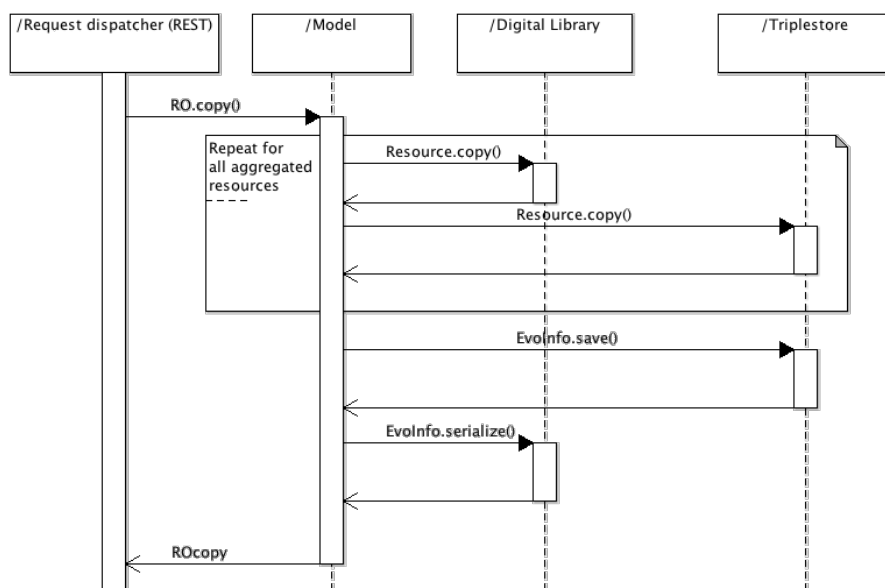 /Request dispatcher (REST)
/Model
/Digital Library
/Triplestore
RO.copy()
Repeat for
all aggregated
resources
Resource.copy()
Resource.copy()
EvoInfo.save()
EvoInfo.serialize()
ROcopy